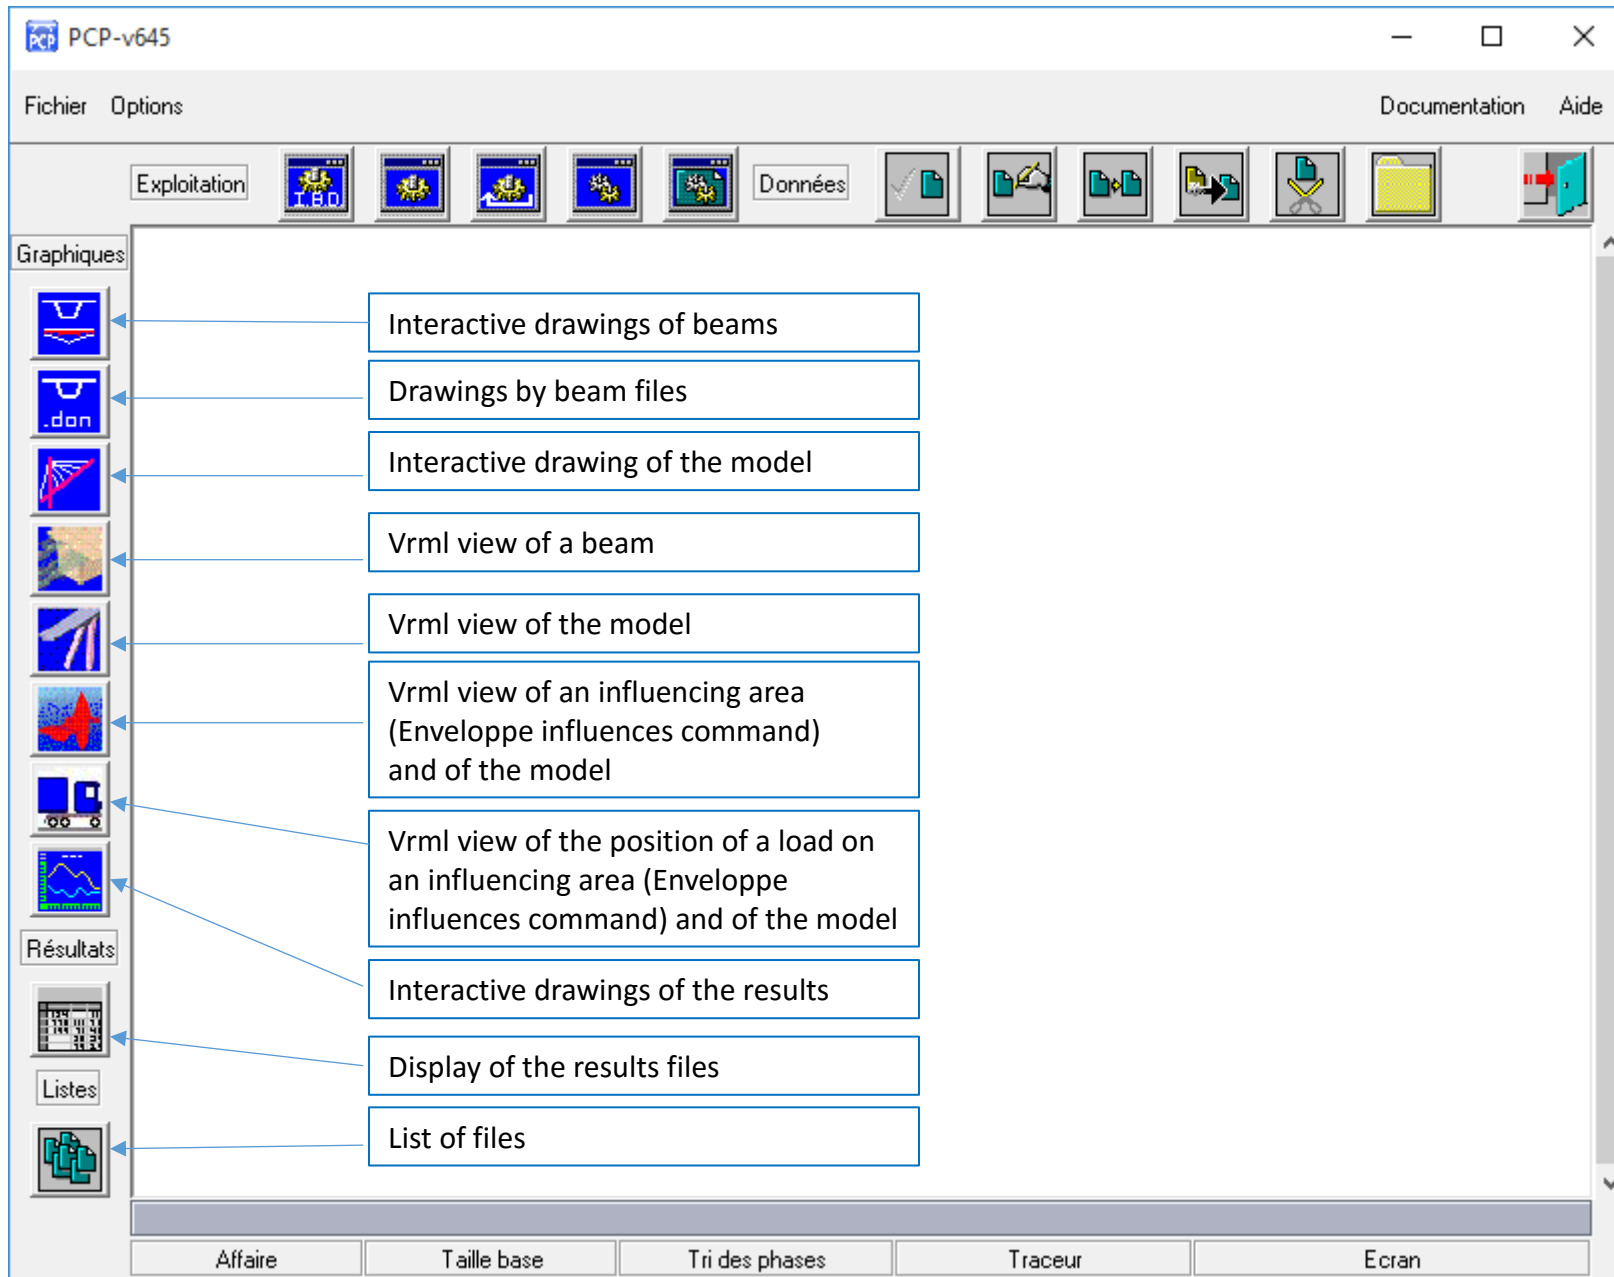 PCP-v645
Fichier Options Documentation Aide
Exploitation
I.B.D
Données
Graphiques
Interactive drawings of beams
.don
Drawings by beam files
Interactive drawing of the model
Vrml view of a beam
Vrml view of the model
Vrml view of an influencing area
(Enveloppe influences command)
and of the model
Vrml view of the position of a load on
an influencing area (Enveloppe
influences command) and of the model
Interactive drawings of the results
Résultats
Display of the results files
Listes
List of files
Affaire Taille base Tri des phases Traceur Ecran